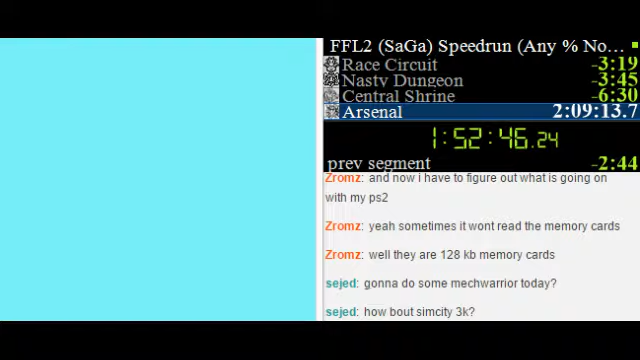 FFL2 (SaGa) Speedrun (Any % No...
Race Circuit -3:19
Nasty Dungeon -3:45
Central Shrine -6:30
Arsenal 2:09:13.7
1:52:46.24
prev segment -2:44
Zromz: and now i have to figure out what is going on
with my ps2
Zromz: yeah sometimes it wont read the memory cards
Zromz: well they are 128 kb memory cards
sejed: gonna do some mechwarrior today?
sejed: how bout simcity 3k?